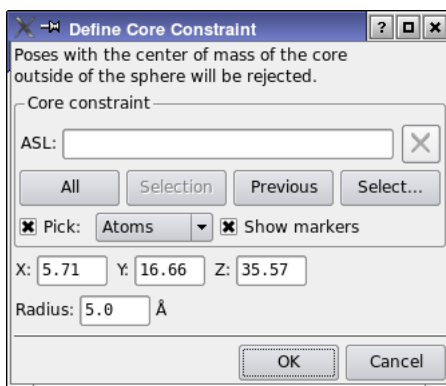 Define Core Constraint ?
Poses with the center of mass of the core
outside of the sphere will be rejected.
Core constraint
ASL:
All Selection Previous Select...
Pick: Atoms Show markers
X: 5.71 Y: 16.66 Z: 35.57
Radius: 5.0 Å
OK Cancel